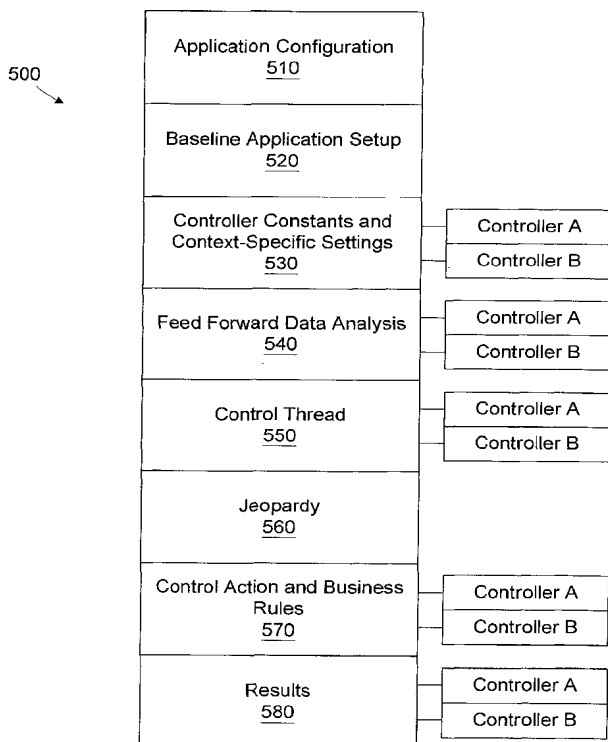 500
Application Configuration
510
Baseline Application Setup
520
Controller Constants and
Context-Specific Settings
530
Controller A
Controller B
Feed Forward Data Analysis
540
Controller A
Controller B
Control Thread
550
Controller A
Controller B
Jeopardy
560
Control Action and Business
Rules
570
Controller A
Controller B
Results
580
Controller A
Controller B